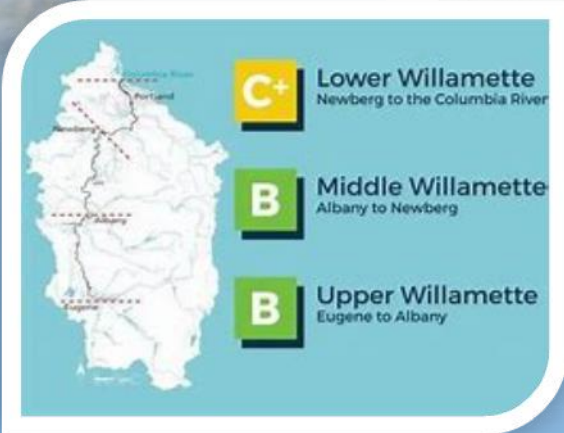 Columbia River
Portland
Newberg
Albany
Eugene
C+
Lower Willamette
Newberg to the Columbia River
B
Middle Willamette
Albany to Newberg
B
Upper Willamette
Eugene to Albany